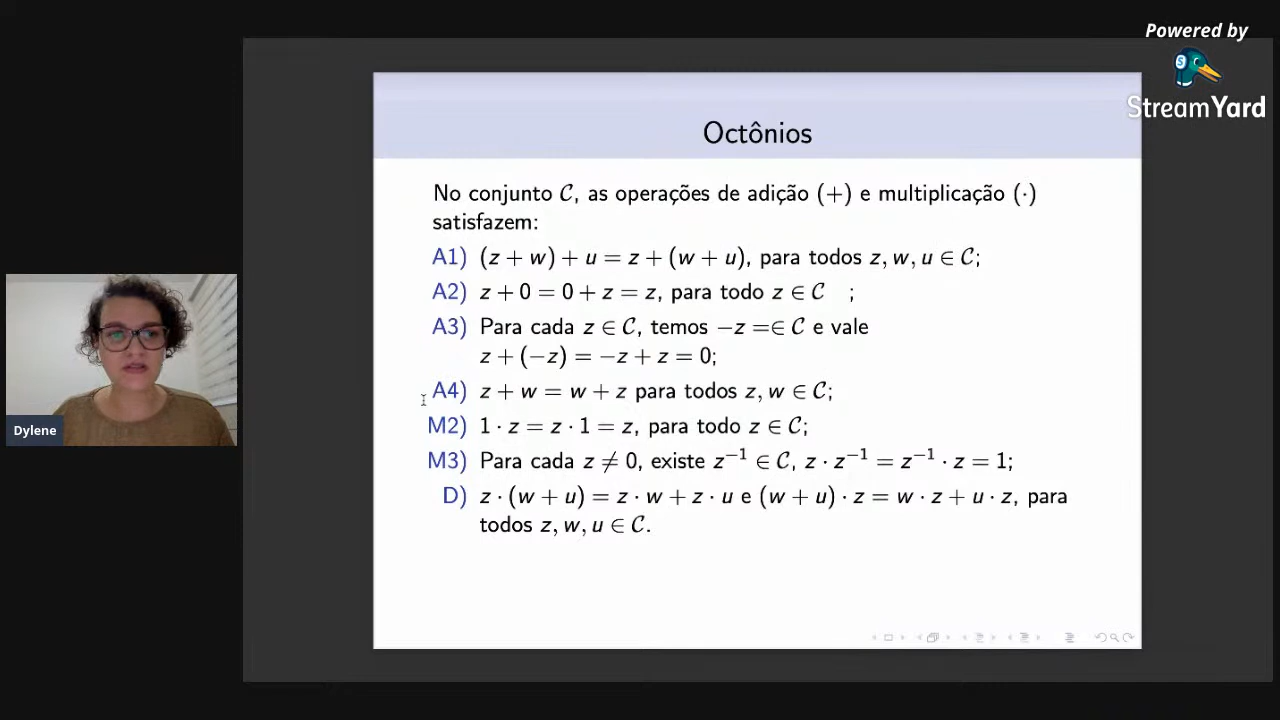 Powered by
StreamYard
Octônios
No conjunto 𝒞, as operações de adição (+) e multiplicação (·)
satisfazem:
A1) (z + w) + u = z + (w + u), para todos z, w, u ∈ 𝒞;
A2) z + 0 = 0 + z = z, para todo z ∈ 𝒞 ;
A3) Para cada z ∈ 𝒞, temos −z =∈ 𝒞 e vale
z + (−z) = −z + z = 0;
A4) z + w = w + z para todos z, w ∈ 𝒞;
M2) 1 · z = z · 1 = z, para todo z ∈ 𝒞;
M3) Para cada z ≠ 0, existe z⁻¹ ∈ 𝒞, z · z⁻¹ = z⁻¹ · z = 1;
D) z · (w + u) = z · w + z · u e (w + u) · z = w · z + u · z, para
todos z, w, u ∈ 𝒞.
Dylene